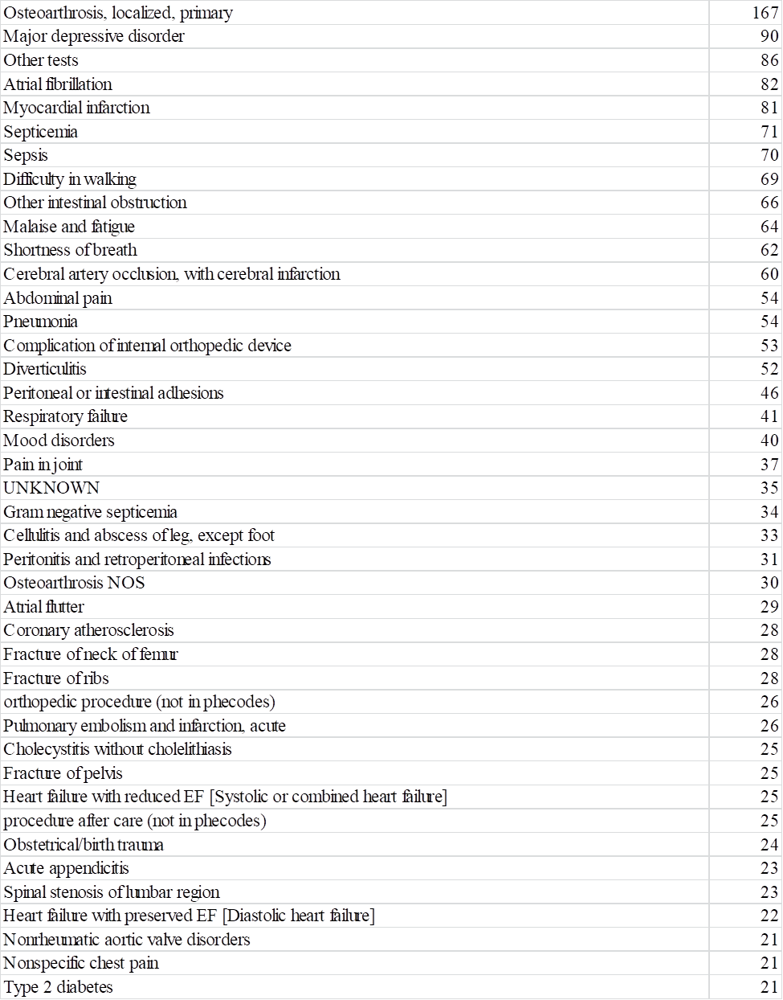 Osteoarthrosis, localized, primary 167
Major depressive disorder 90
Other tests 86
Atrial fibrillation 82
Myocardial infarction 81
Septicemia 71
Sepsis 70
Difficulty in walking 69
Other intestinal obstruction 66
Malaise and fatigue 64
Shortness of breath 62
Cerebral artery occlusion, with cerebral infarction 60
Abdominal pain 54
Pneumonia 54
Complication of internal orthopedic device 53
Diverticulitis 52
Peritoneal or intestinal adhesions 46
Respiratory failure 41
Mood disorders 40
Pain in joint 37
UNKNOWN 35
Gram negative septicemia 34
Cellulitis and abscess of leg, except foot 33
Peritonitis and retroperitoneal infections 31
Osteoarthrosis NOS 30
Atrial flutter 29
Coronary atherosclerosis 28
Fracture of neck of femur 28
Fracture of ribs 28
orthopedic procedure (not in phecodes) 26
Pulmonary embolism and infarction, acute 26
Cholecystitis without cholelithiasis 25
Fracture of pelvis 25
Heart failure with reduced EF [Systolic or combined heart failure] 25
procedure after care (not in phecodes) 25
Obstetrical/birth trauma 24
Acute appendicitis 23
Spinal stenosis of lumbar region 23
Heart failure with preserved EF [Diastolic heart failure] 22
Nonrheumatic aortic valve disorders 21
Nonspecific chest pain 21
Type 2 diabetes 21